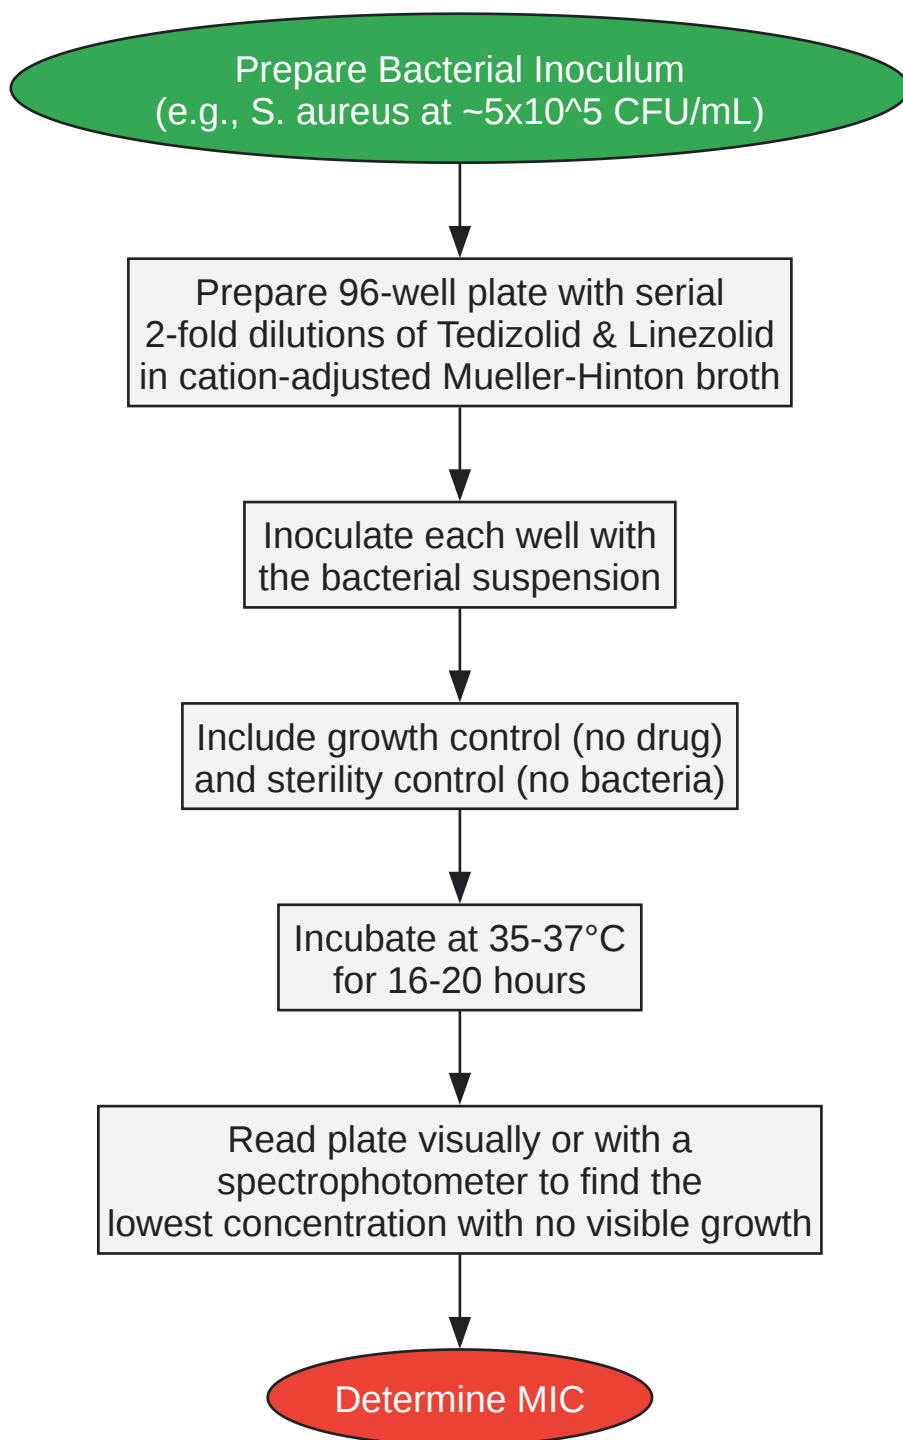 Prepare Bacterial Inoculum
(e.g., S. aureus at ~5x10^5 CFU/mL)
Prepare 96-well plate with serial
2-fold dilutions of Tedizolid & Linezolid
in cation-adjusted Mueller-Hinton broth
Inoculate each well with
the bacterial suspension
Include growth control (no drug)
and sterility control (no bacteria)
Incubate at 35-37°C
for 16-20 hours
Read plate visually or with a
spectrophotometer to find the
lowest concentration with no visible growth
Determine MIC